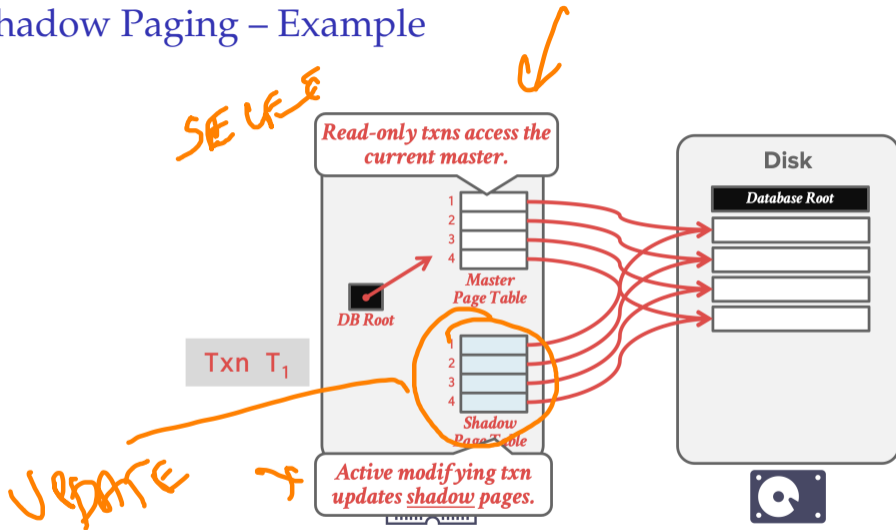 hadow Paging – Example
Read-only txns access the
current master.
Disk
Database Root
1
2
3
4
Master
Page Table
DB Root
Txn T₁
1
2
3
4
Shadow
Page Table
UPDATE
Active modifying txn
updates shadow pages.